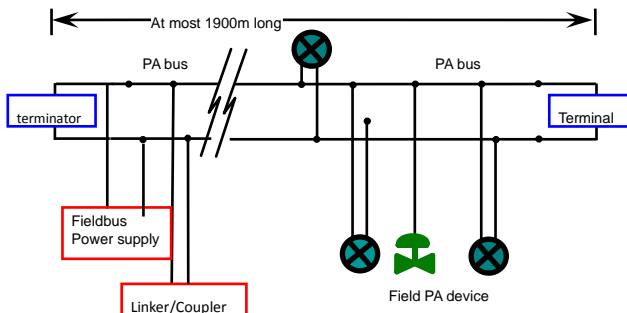 At most 1900m long
PA bus
PA bus
terminator
Terminal
Fieldbus
Power supply
Linker/Coupler
Field PA device